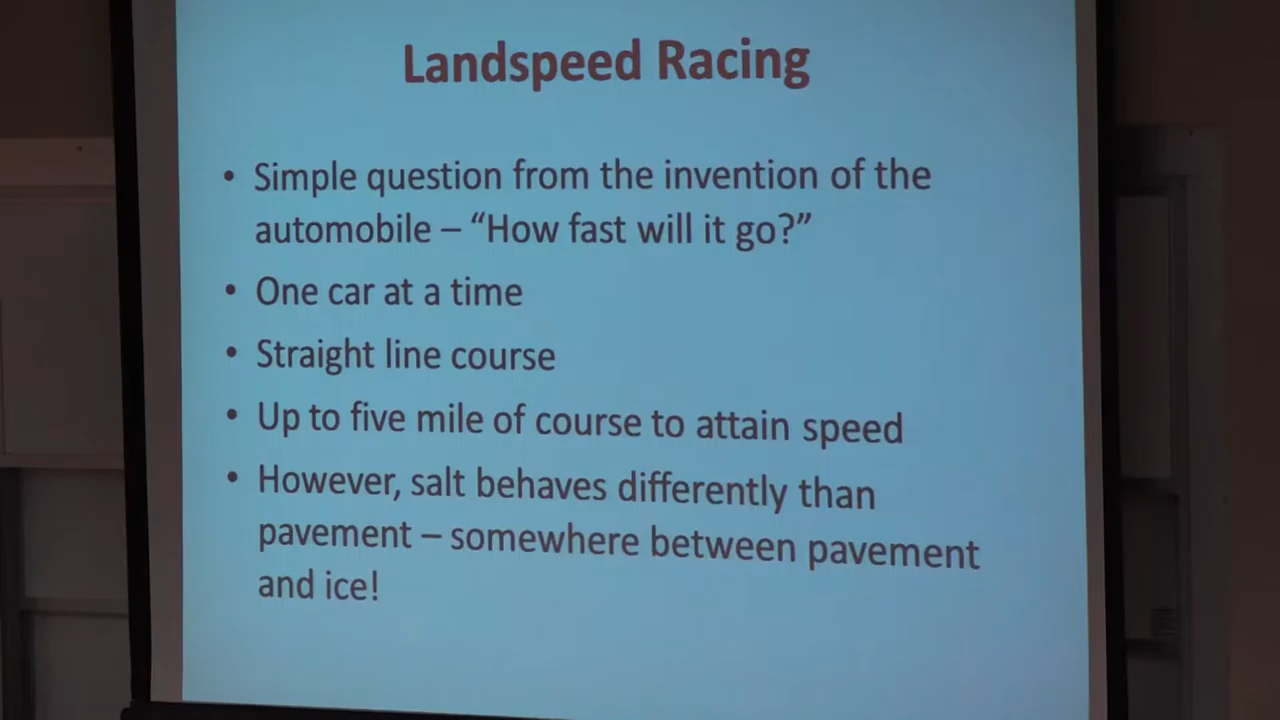 Landspeed Racing
• Simple question from the invention of the
automobile – “How fast will it go?”
• One car at a time
• Straight line course
• Up to five mile of course to attain speed
• However, salt behaves differently than
pavement – somewhere between pavement
and ice!